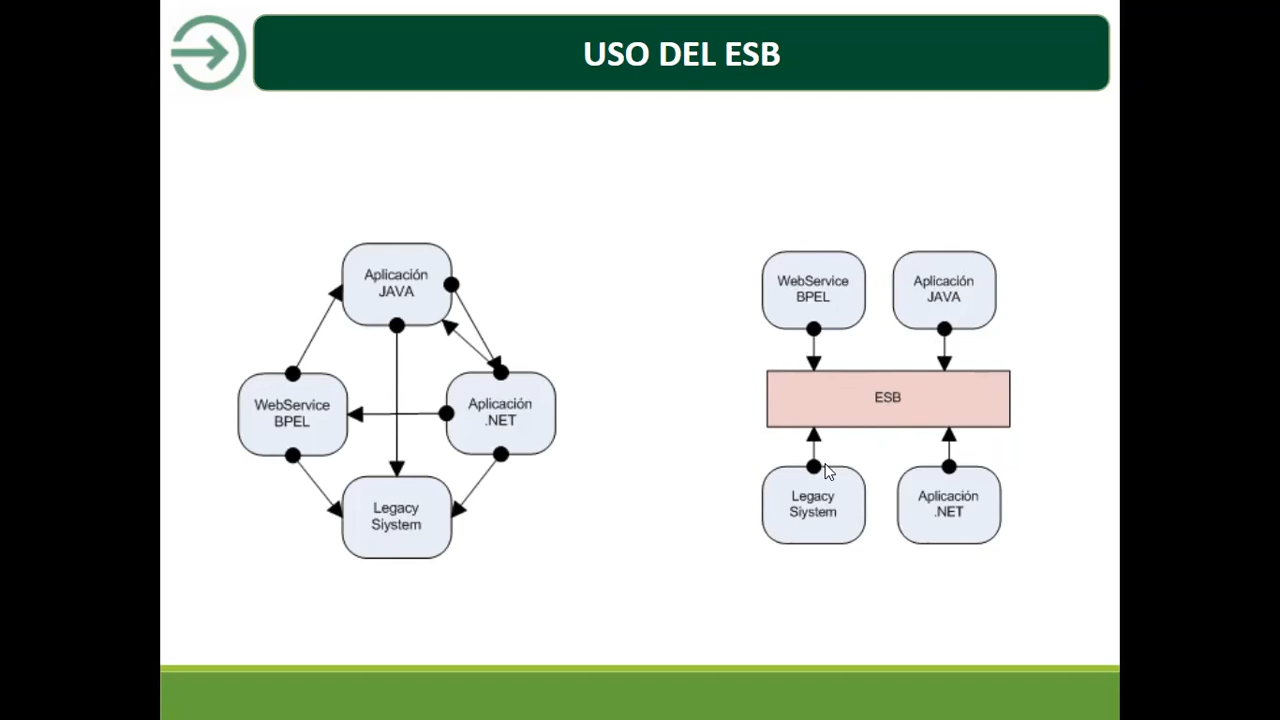 USO DEL ESB
Aplicación
JAVA
WebService
BPEL
Aplicación
.NET
Legacy
Siystem
WebService
BPEL
Aplicación
JAVA
ESB
Legacy
Siystem
Aplicación
.NET